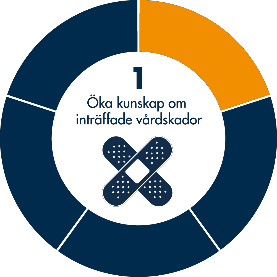 1
Öka kunskap om
inträffade vårdskador